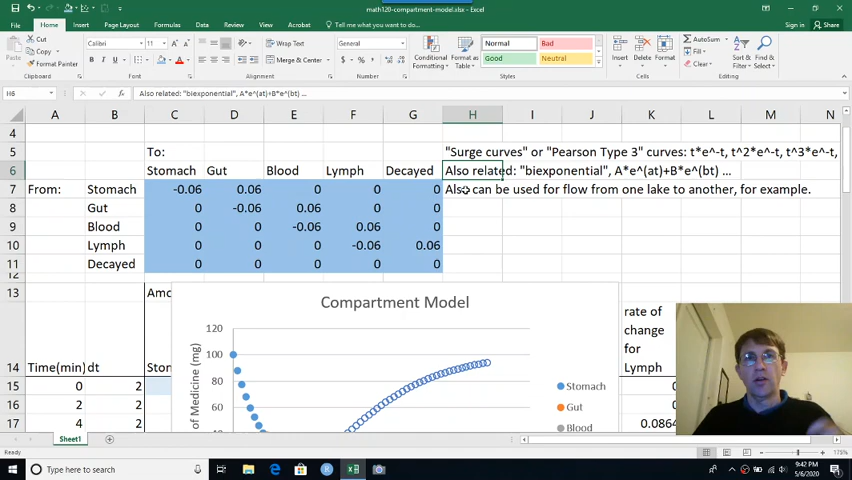 math120-compartment-model.xlsx - Excel
Sign in
Share
File Home Insert Page Layout Formulas Data Review View Acrobat Tell me what you want to do
Cut
Copy
Format Painter
Paste
Clipboard
Calibri 11
Font
Wrap Text
Merge & Center
Alignment
General
Number
Conditional Formatting
Format as Table
Normal Bad
Good Neutral
Styles
Insert Delete Format
Cells
AutoSum
Fill
Clear
Sort & Filter
Find & Select
Editing
H6 fx Also related: "biexponential", A*e^(at)+B*e^(bt) ...
A B C D E F G H I J K L M N
4
5 To: "Surge curves" or "Pearson Type 3" curves: t*e^-t, t^2*e^-t, t^3*e^-t,
6 Stomach Gut Blood Lymph Decayed Also related: "biexponential", A*e^(at)+B*e^(bt) ...
7 From: Stomach -0.06 0.06 0 0 0 Also can be used for flow from one lake to another, for example.
8 Gut 0 -0.06 0.06 0 0
9 Blood 0 0 -0.06 0.06 0
10 Lymph 0 0 0 -0.06 0.06
11 Decayed 0 0 0 0 0
12
13
Compartment Model
120
100
80
60
of Medicine (mg)
Stomach
Gut
Blood
rate of
change
for
Lymph
14 Time(min) dt
15 0 2 0
16 2 2 0
17 4 2 0.0864
Sheet1
175%
Type here to search
9:42 PM
5/6/2020